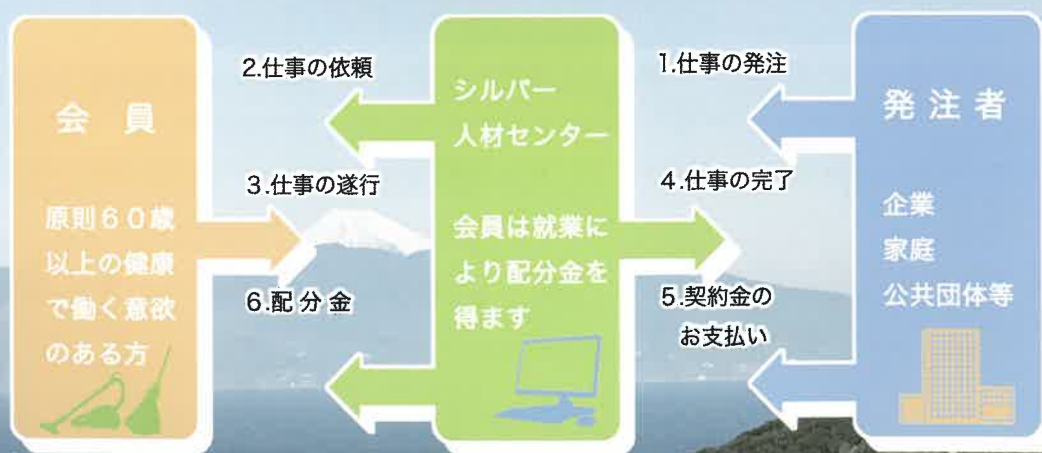 会員
原則60歳
以上の健康
で働く意欲
のある方
2.仕事の依頼
3.仕事の遂行
6.配分金
シルバー
人材センター
会員は就業に
より配分金を
得ます
1.仕事の発注
4.仕事の完了
5.契約金の
お支払い
発注者
企業
家庭
公共団体等